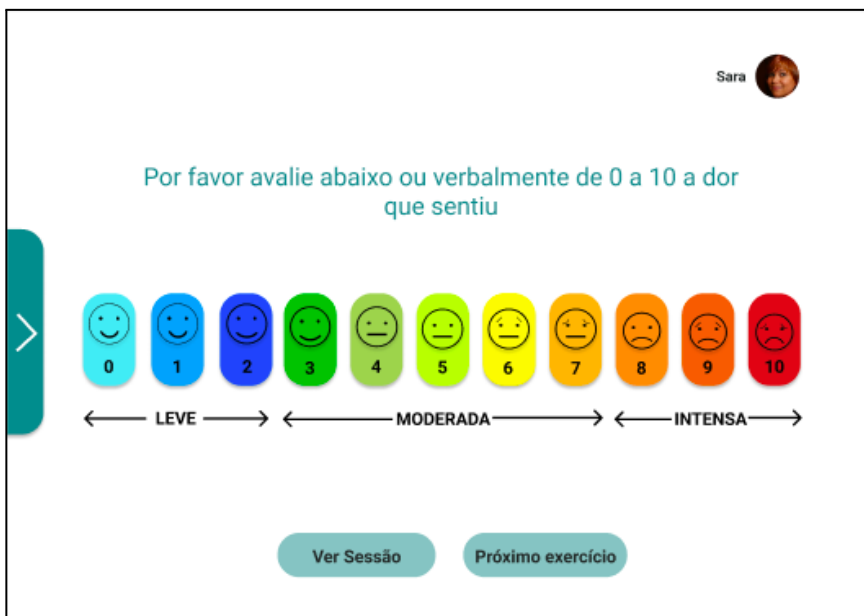 Sara
Por favor avalie abaixo ou verbalmente de 0 a 10 a dor
que sentiu
0 1 2 3 4 5 6 7 8 9 10
LEVE MODERADA INTENSA
Ver Sessão Próximo exercício